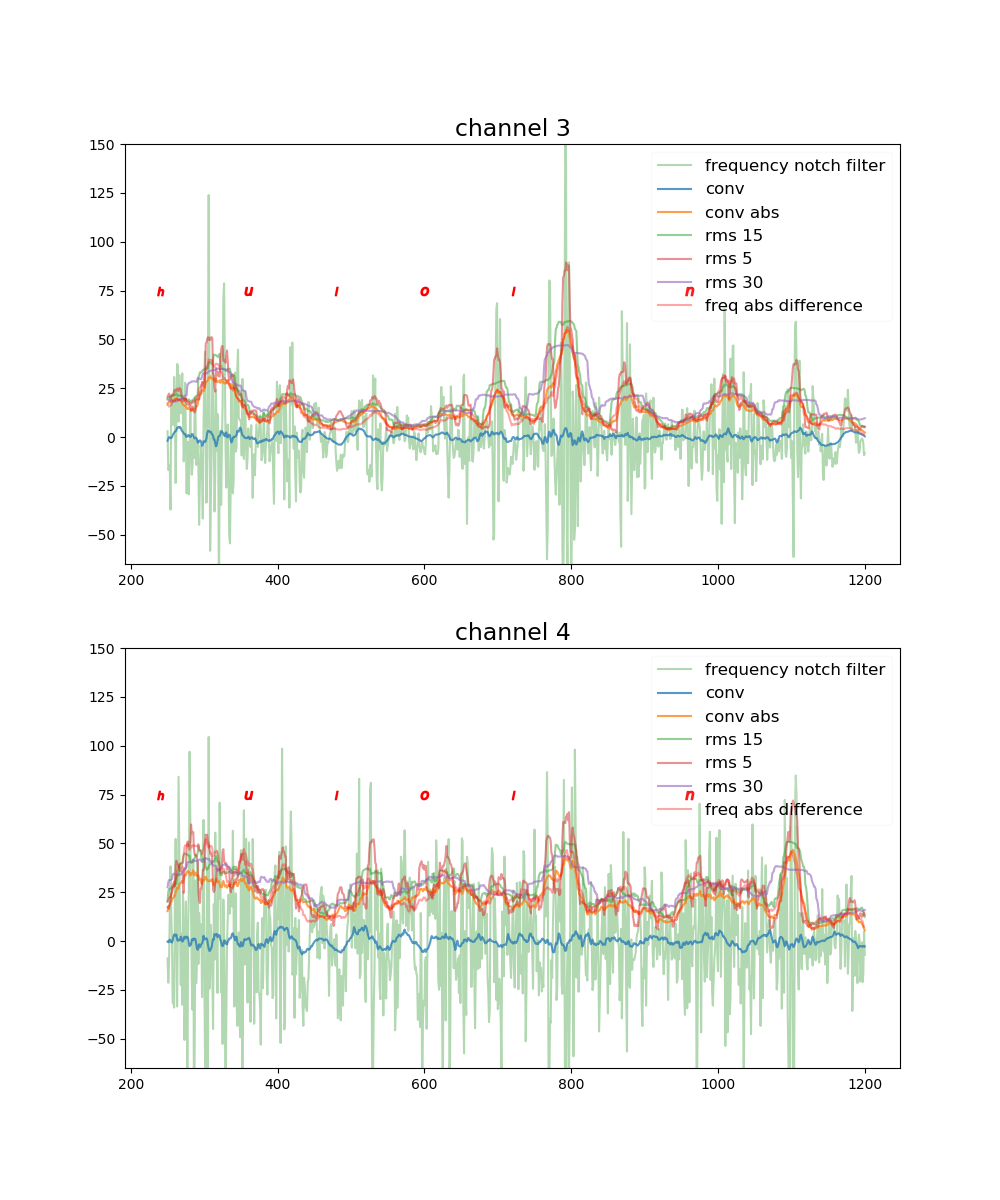 channel 3
150
125
100
75
50
25
0
−25
−50
h u l o l n
frequency notch filter
conv
conv abs
rms 15
rms 5
rms 30
freq abs difference
200 400 600 800 1000 1200
channel 4
150
125
100
75
50
25
0
−25
−50
h u l o l n
frequency notch filter
conv
conv abs
rms 15
rms 5
rms 30
freq abs difference
200 400 600 800 1000 1200